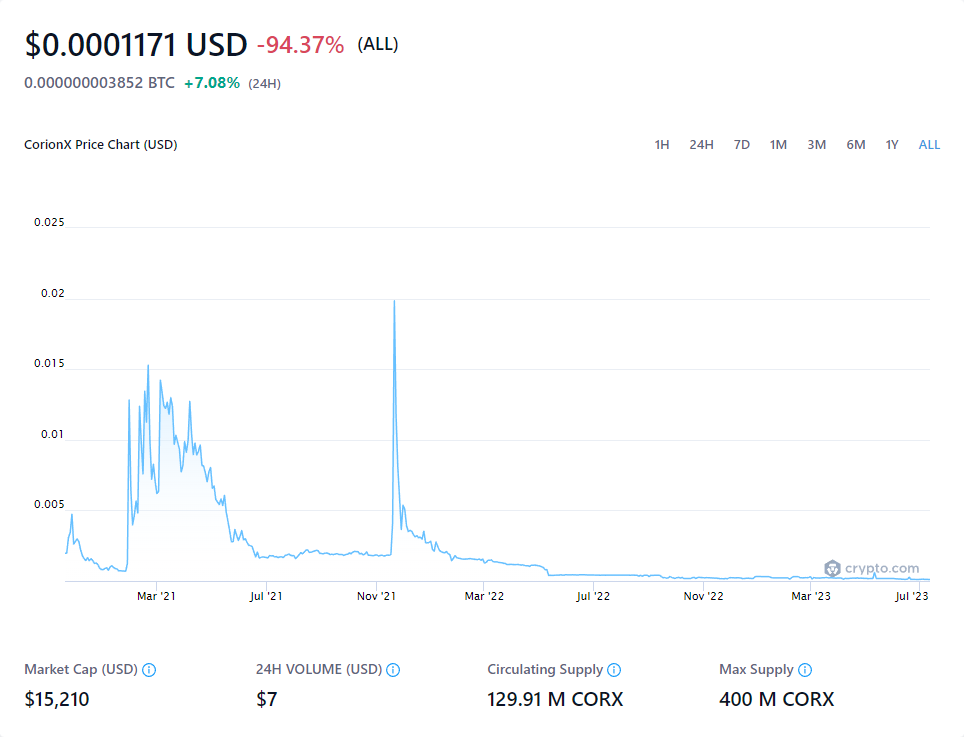 $0.0001171 USD -94.37% (ALL)
0.000000003852 BTC +7.08% (24H)
CorionX Price Chart (USD) 1H 24H 7D 1M 3M 6M 1Y ALL
0.025
0.02
0.015
0.01
0.005
crypto.com
Mar '21 Jul '21 Nov '21 Mar '22 Jul '22 Nov '22 Mar '23 Jul '23
Market Cap (USD) 24H VOLUME (USD) Circulating Supply Max Supply
$15,210 $7 129.91 M CORX 400 M CORX